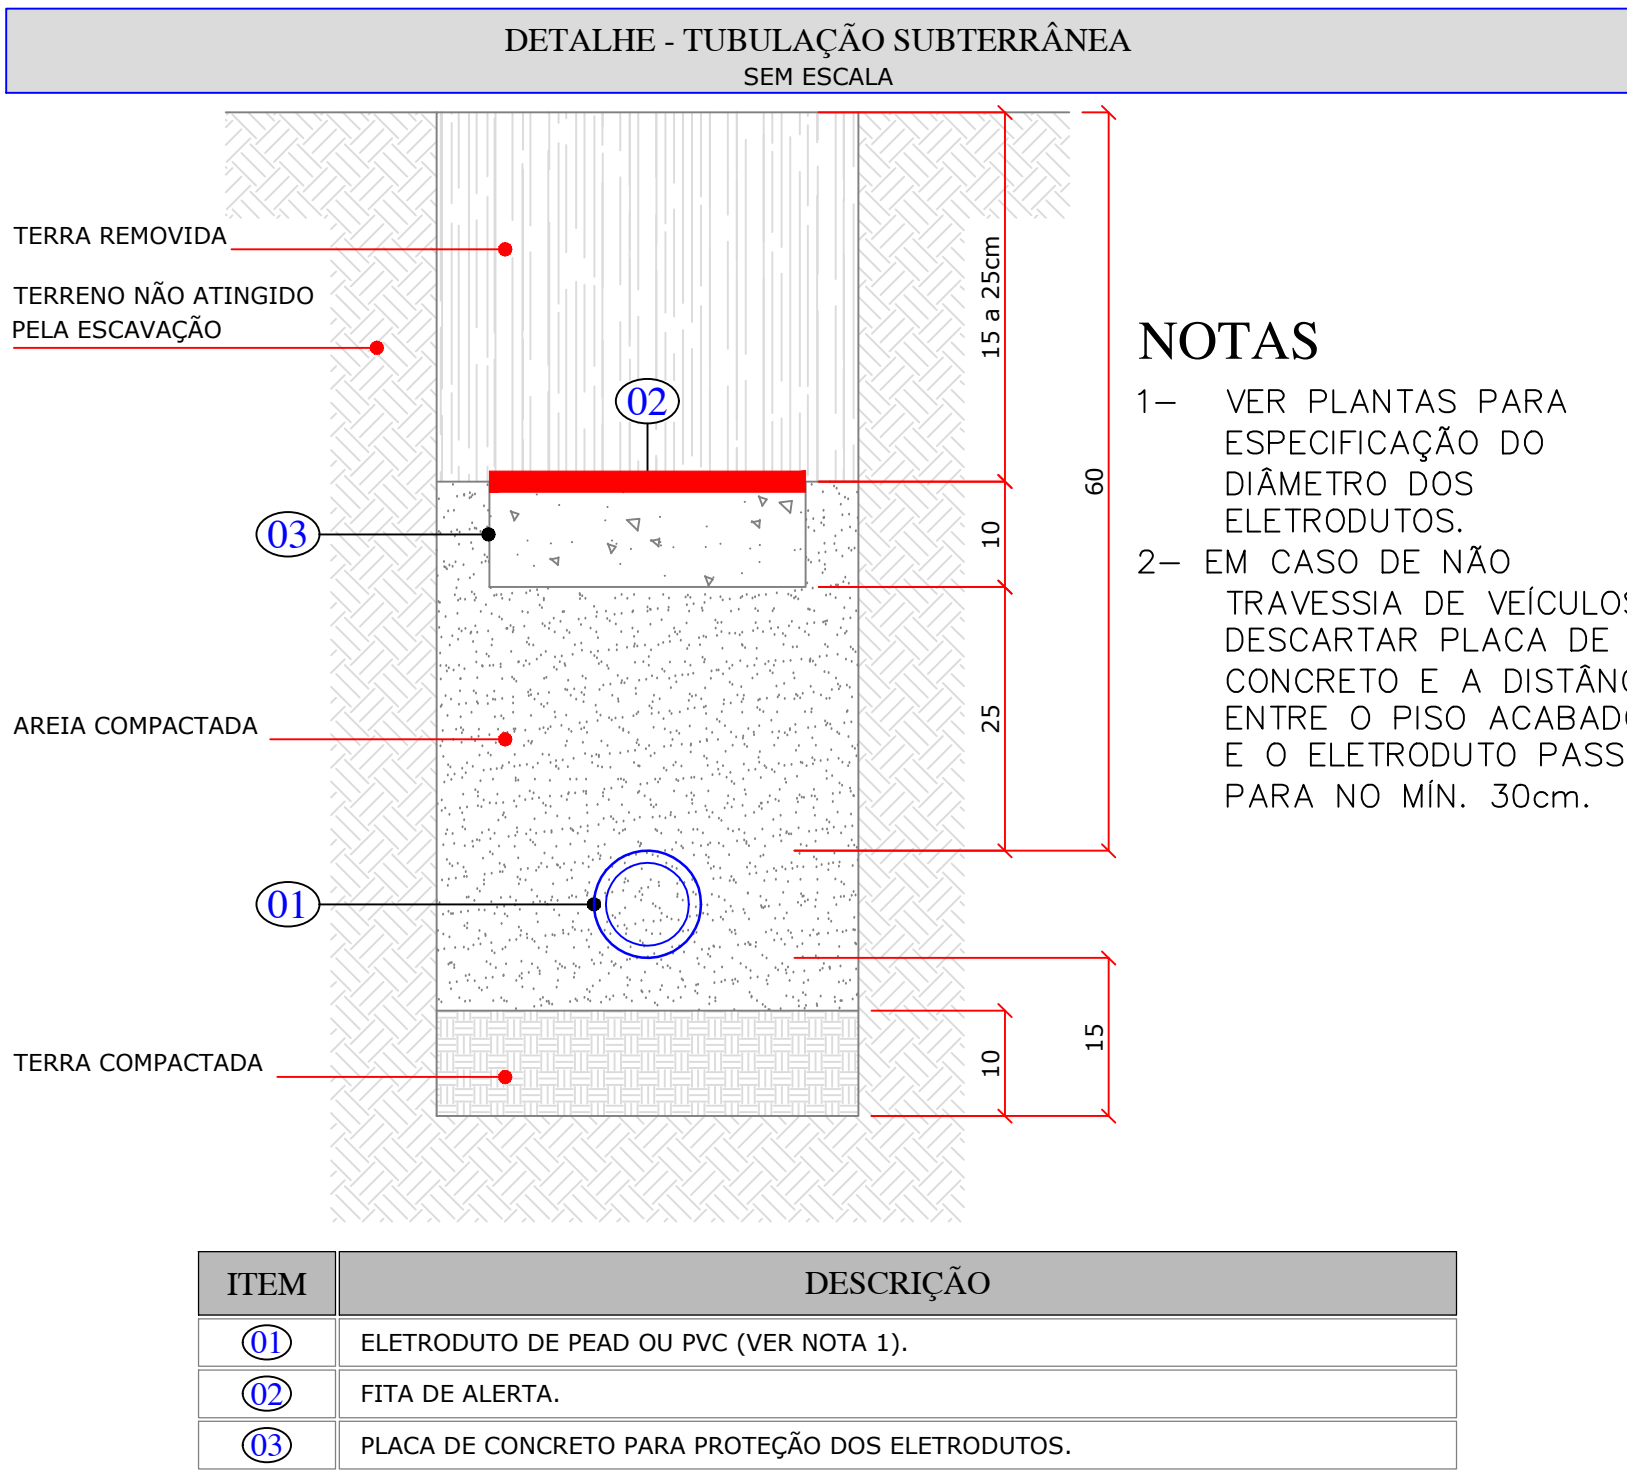 DETALHE - TUBULAÇÃO SUBTERRÂNEA
SEM ESCALA
TERRA REMOVIDA
TERRENO NÃO ATINGIDO
PELA ESCAVAÇÃO
02
03
AREIA COMPACTADA
01
TERRA COMPACTADA
15 a 25cm
10
25
60
10
15
NOTAS
1- VER PLANTAS PARA
ESPECIFICAÇÃO DO
DIÂMETRO DOS
ELETRODUTOS.
2- EM CASO DE NÃO
TRAVESSIA DE VEÍCULOS
DESCARTAR PLACA DE
CONCRETO E A
ENTRE O PISO ACABADO
E O ELETRODUTO
PARA NO MÍN. 30cm.
ITEM DESCRIÇÃO
01 ELETRODUTO DE PEAD OU PVC (VER NOTA 1).
02 FITA DE ALERTA.
03 PLACA DE CONCRETO PARA PROTEÇÃO DOS ELETRODUTOS.